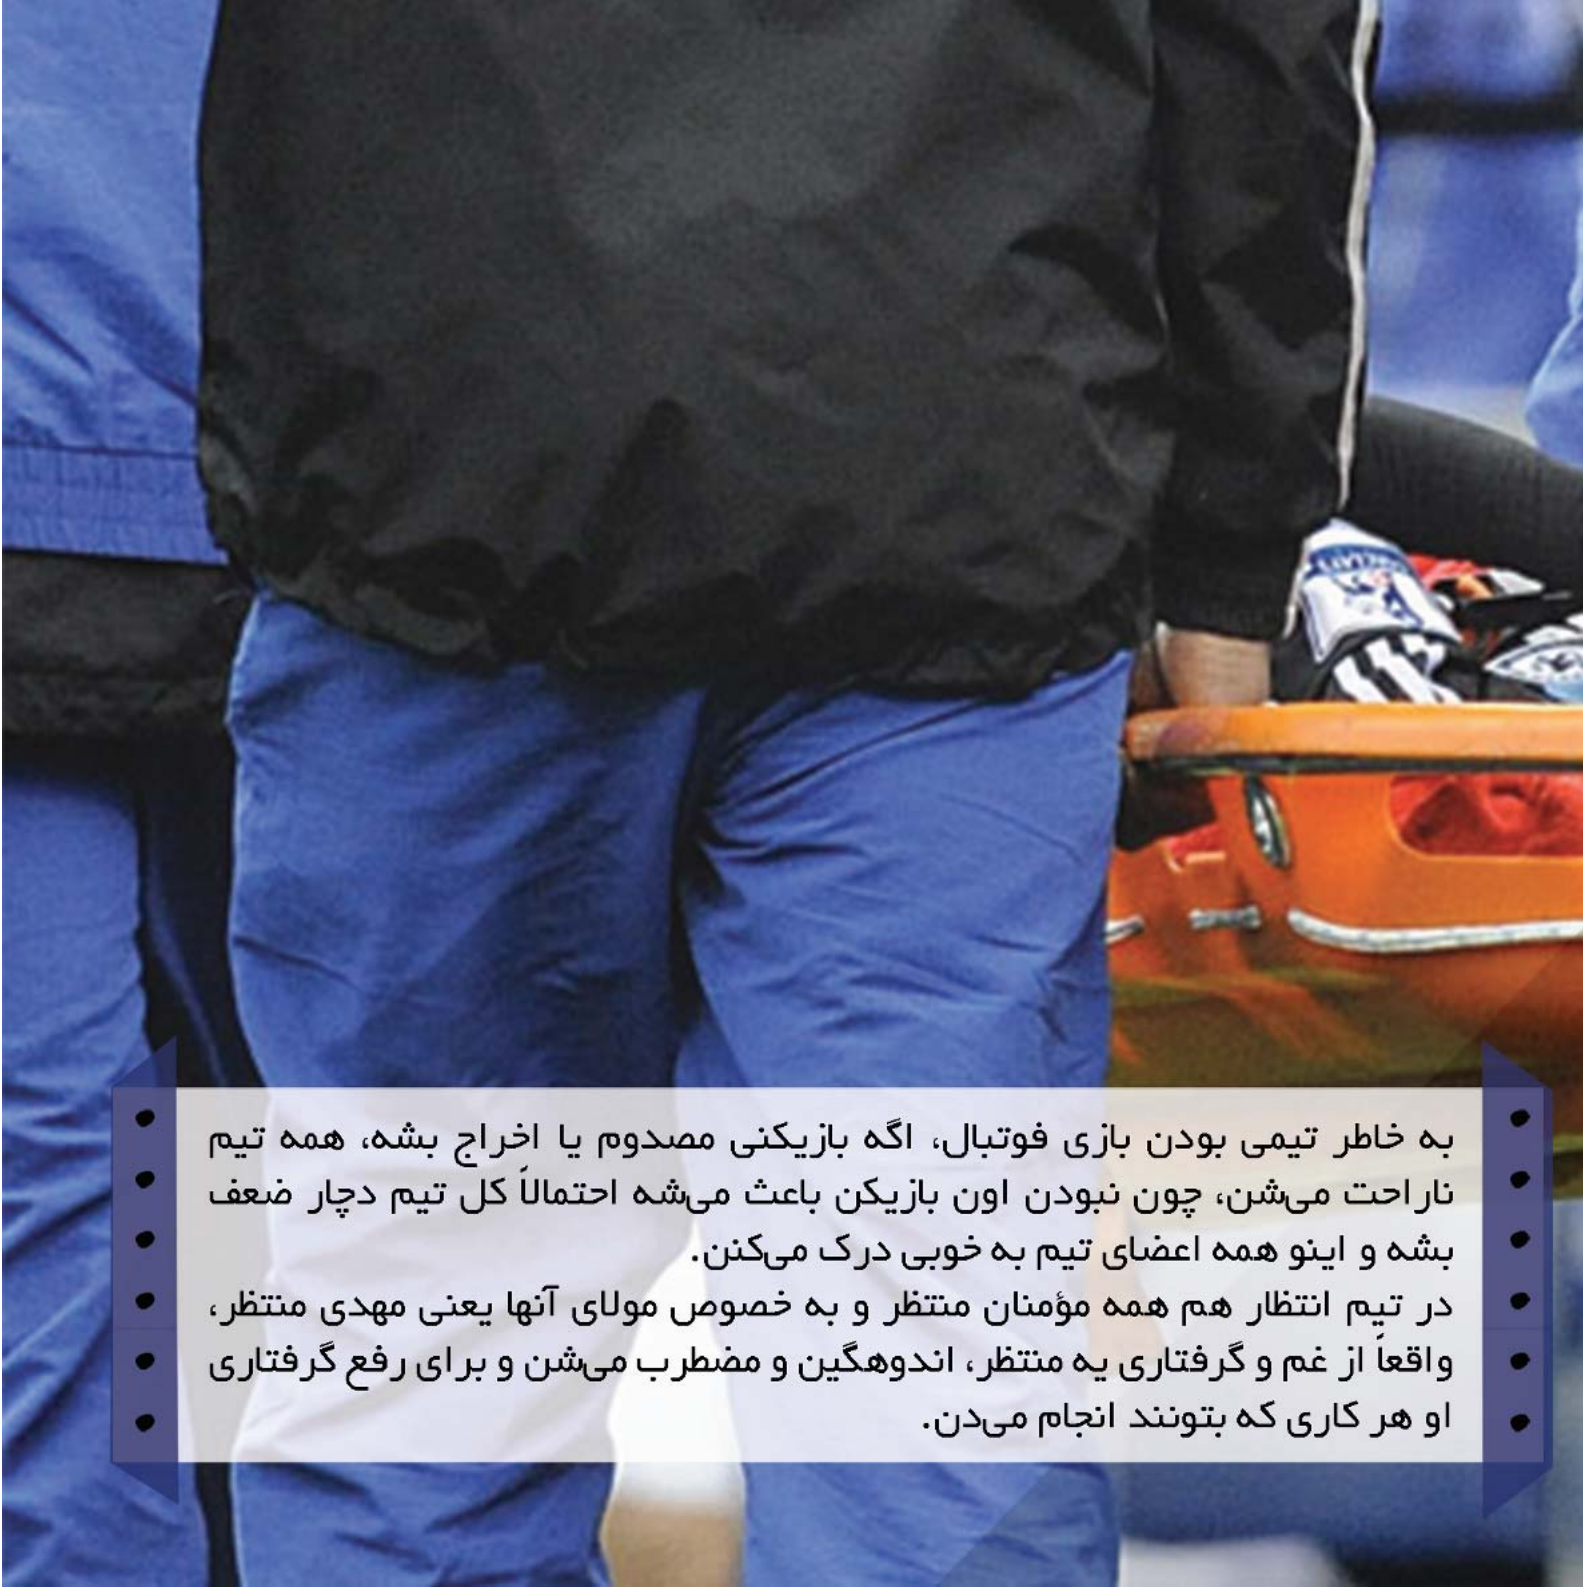 به خاطر تیمی بودن بازی فوتبال، اگه بازیکنی مصدوم یا اخراج بشه، همه تیم
ناراحت می‌شن، چون نبودن اون بازیکن باعث می‌شه احتمالاً کل تیم دچار ضعف
بشه و اینو همه اعضای تیم به خوبی درک می‌کنن.
در تیم انتظار هم همه مؤمنان منتظر و به خصوص مولای آنها یعنی مهدی منتظر،
واقعاً از غم و گرفتاری یه منتظر، اندوهگین و مضطرب می‌شن و برای رفع گرفتاری
او هر کاری که بتونند انجام می‌دن.